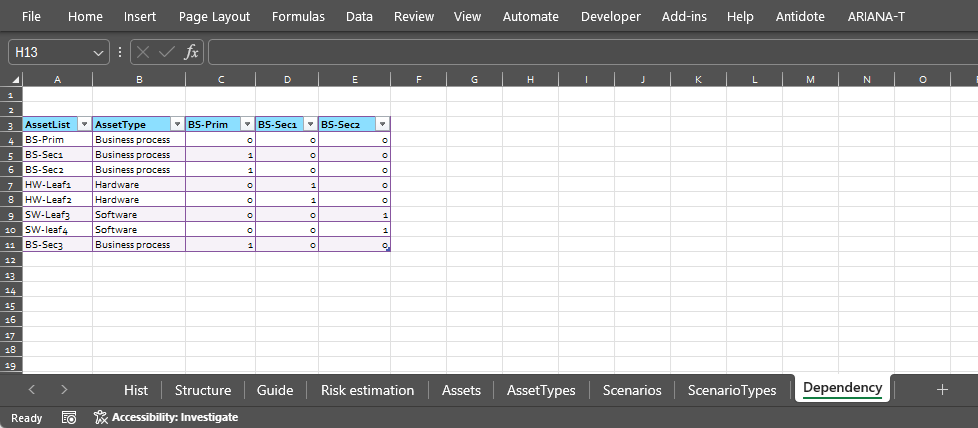 File Home Insert Page Layout Formulas Data Review View Automate Developer Add-ins Help Antidote ARIANA-T
H13 fx
A B C D E F G H I J K L M N O
1
2
3 AssetList AssetType BS-Prim BS-Sec1 BS-Sec2
4 BS-Prim Business process 0 0 0
5 BS-Sec1 Business process 1 0 0
6 BS-Sec2 Business process 1 0 0
7 HW-Leaf1 Hardware 0 1 0
8 HW-Leaf2 Hardware 0 1 0
9 SW-Leaf3 Software 0 0 1
10 SW-leaf4 Software 0 0 1
11 BS-Sec3 Business process 1 0 0
12
13
14
15
16
17
18
19
Hist Structure Guide Risk estimation Assets AssetTypes Scenarios ScenarioTypes Dependency +
Ready Accessibility: Investigate